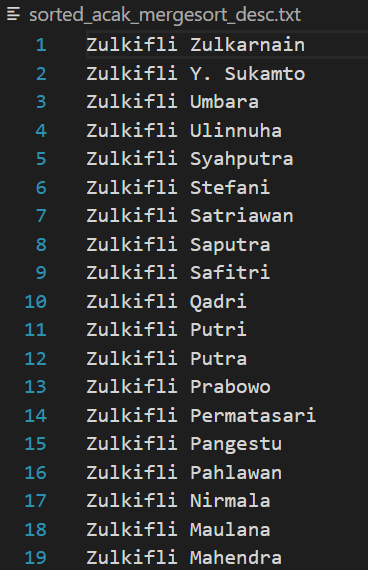 sorted_acak_mergesort_desc.txt
1 Zulkifli Zulkarnain
2 Zulkifli Y. Sukamto
3 Zulkifli Umbara
4 Zulkifli Ulinnuha
5 Zulkifli Syahputra
6 Zulkifli Stefani
7 Zulkifli Satriawan
8 Zulkifli Saputra
9 Zulkifli Safitri
10 Zulkifli Qadri
11 Zulkifli Putri
12 Zulkifli Putra
13 Zulkifli Prabowo
14 Zulkifli Permatasari
15 Zulkifli Pangestu
16 Zulkifli Pahlawan
17 Zulkifli Nirmala
18 Zulkifli Maulana
19 Zulkifli Mahendra